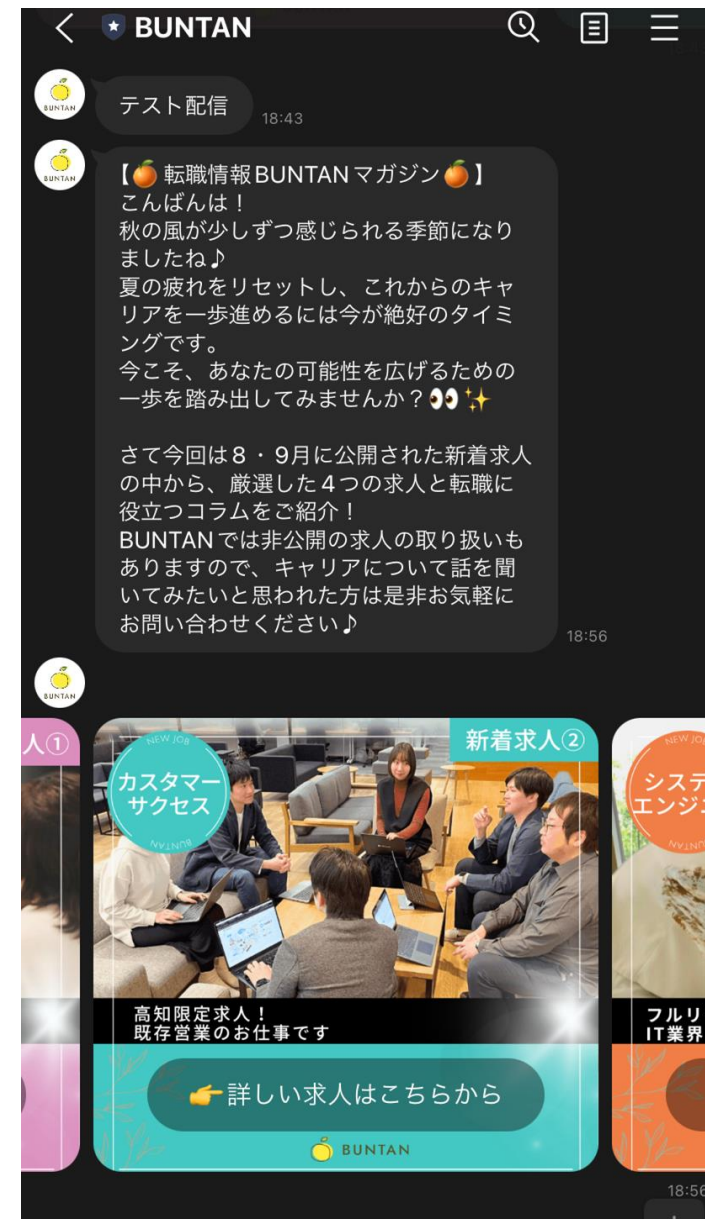 BUNTAN
テスト配信
18:43
BUNTAN
BUNTAN
【🍊 転職情報BUNTANマガジン🍊】
こんばんは！
秋の風が少しずつ感じられる季節になり
ましたね♪
夏の疲れをリセットし、これからのキャ
リアを一歩進めるには今が絶好のタイミ
ングです。
今こそ、あなたの可能性を広げるための
一歩を踏み出してみませんか？👀✨
さて今回は8・9月に公開された新着求人
の中から、厳選した4つの求人と転職に
役立つコラムをご紹介！
BUNTANでは非公開の求人の取り扱いも
ありますので、キャリアについて話を聞
いてみたいと思われた方は是非お気軽に
お問い合わせください♪
18:56
BUNTAN
人①
NEW JOB
カスタマー
サクセス
BUNTAN
新着求人②
高知限定求人！
既存営業のお仕事です
👉詳しい求人はこちらから
BUNTAN
NEW JOB
システ
エンジニ
BUNTAN
フルリ
IT業界
18:56